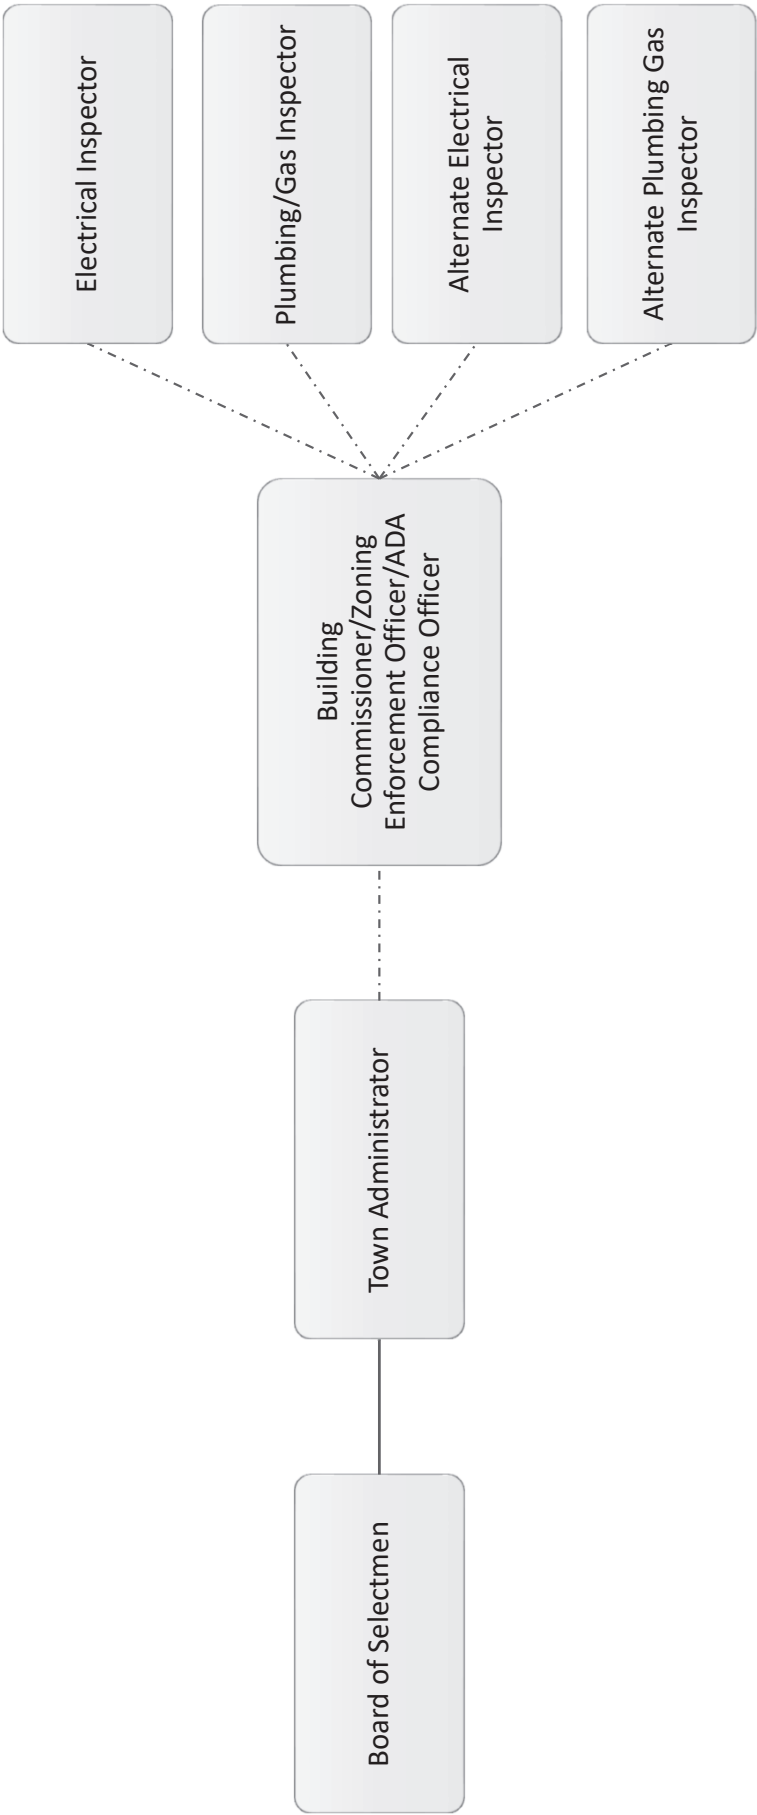 Board of Selectmen
Town Administrator
Building
Commissioner/Zoning
Enforcement Officer/ADA
Compliance Officer
Electrical Inspector
Plumbing/Gas Inspector
Alternate Electrical
Inspector
Alternate Plumbing Gas
Inspector